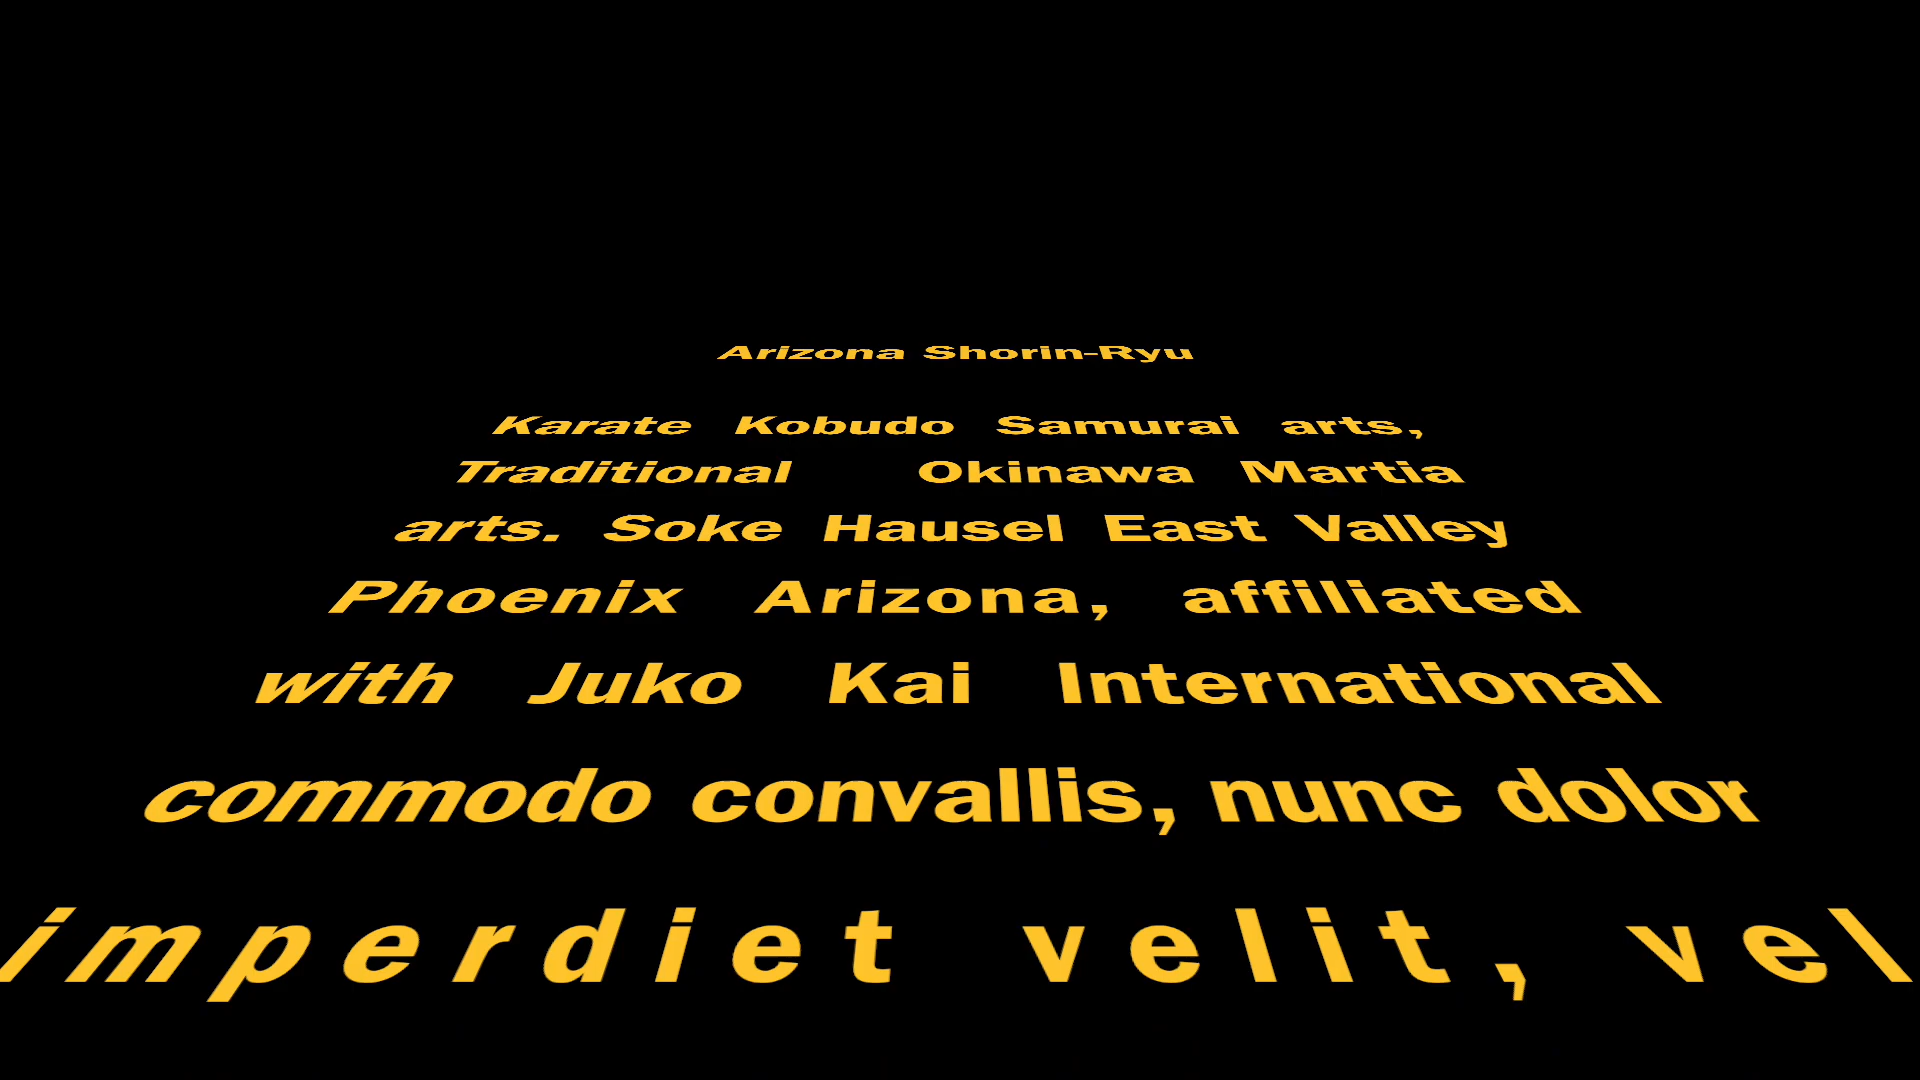 Arizona Shorin-Ryu
Karate Kobudo Samurai arts,
Traditional Okinawa Martia
arts. Soke Hausel East Valley
Phoenix Arizona, affiliated
with Juko Kai International
commodo convallis, nunc dolor
imperdiet velit, vel